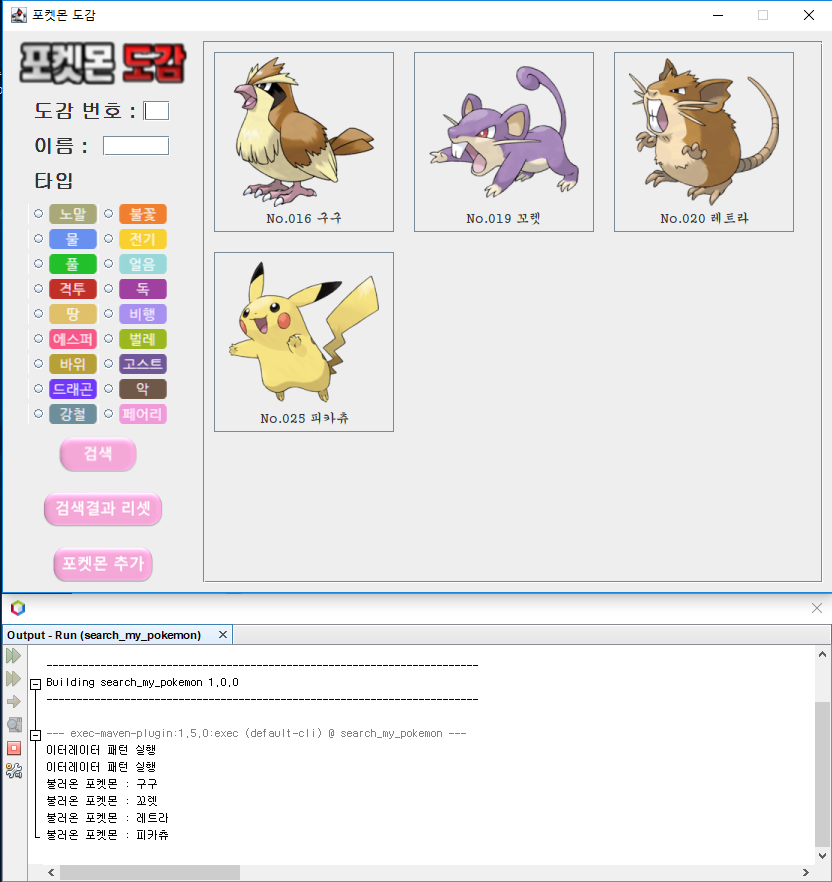 포켓몬 도감
포켓몬 도감
도감 번호 :
이름 :
타입
노말 불꽃
물 전기
풀 얼음
격투 독
땅 비행
에스퍼 벌레
바위 고스트
드래곤 악
강철 페어리
검색
검색결과 리셋
포켓몬 추가
No.016 구구
No.019 꼬렛
No.020 레트라
No.025 피카츄
Output - Run (search_my_pokemon)
------------------------------------------------------------------------
Building search_my_pokemon 1.0.0
------------------------------------------------------------------------
--- exec-maven-plugin:1.5.0:exec (default-cli) @ search_my_pokemon ---
이터레이터 패턴 실행
이터레이터 패턴 실행
불러온 포켓몬 : 구구
불러온 포켓몬 : 꼬렛
불러온 포켓몬 : 레트라
불러온 포켓몬 : 피카츄